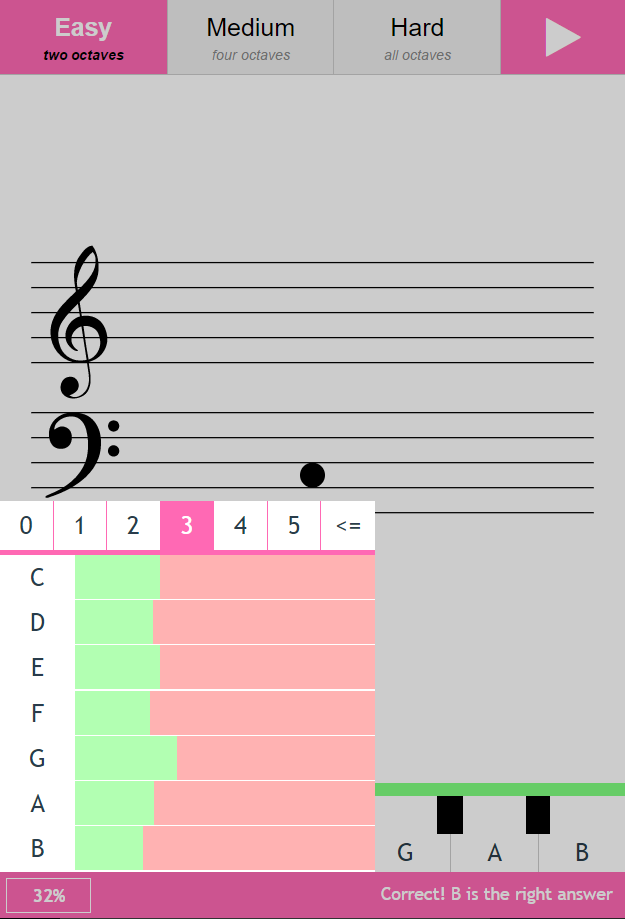 Easy Medium Hard
two octaves four octaves all octaves
0 1 2 3 4 5 <=
C
D
E
F
G
A
B
G A B
32% Correct! B is the right answer